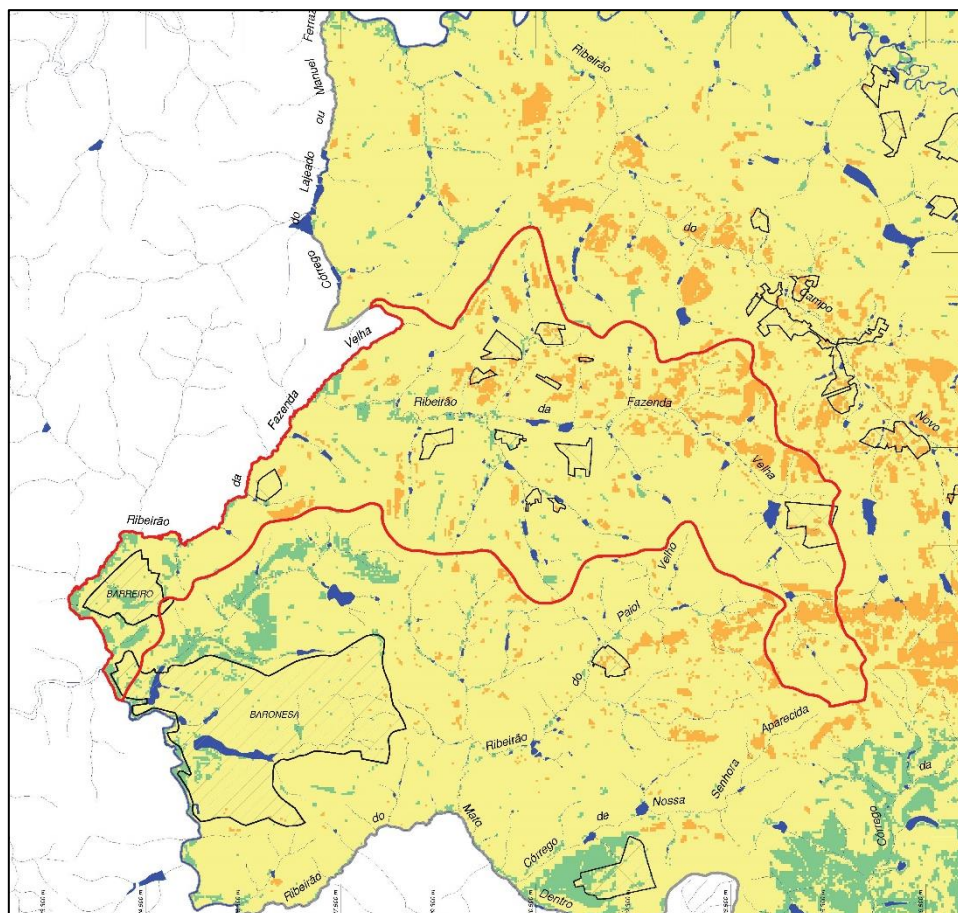 Córrego do Lajeado ou Manuel Ferraz
Ribeirão do Campo Novo
Ribeirão da Fazenda Velha
Ribeirão da Fazenda Velha
BARREIRO
BARONESA
Ribeirão do Paiol Velho
Ribeirão do Mato Dentro
Córrego de Nossa Senhora Aparecida
Córrego da